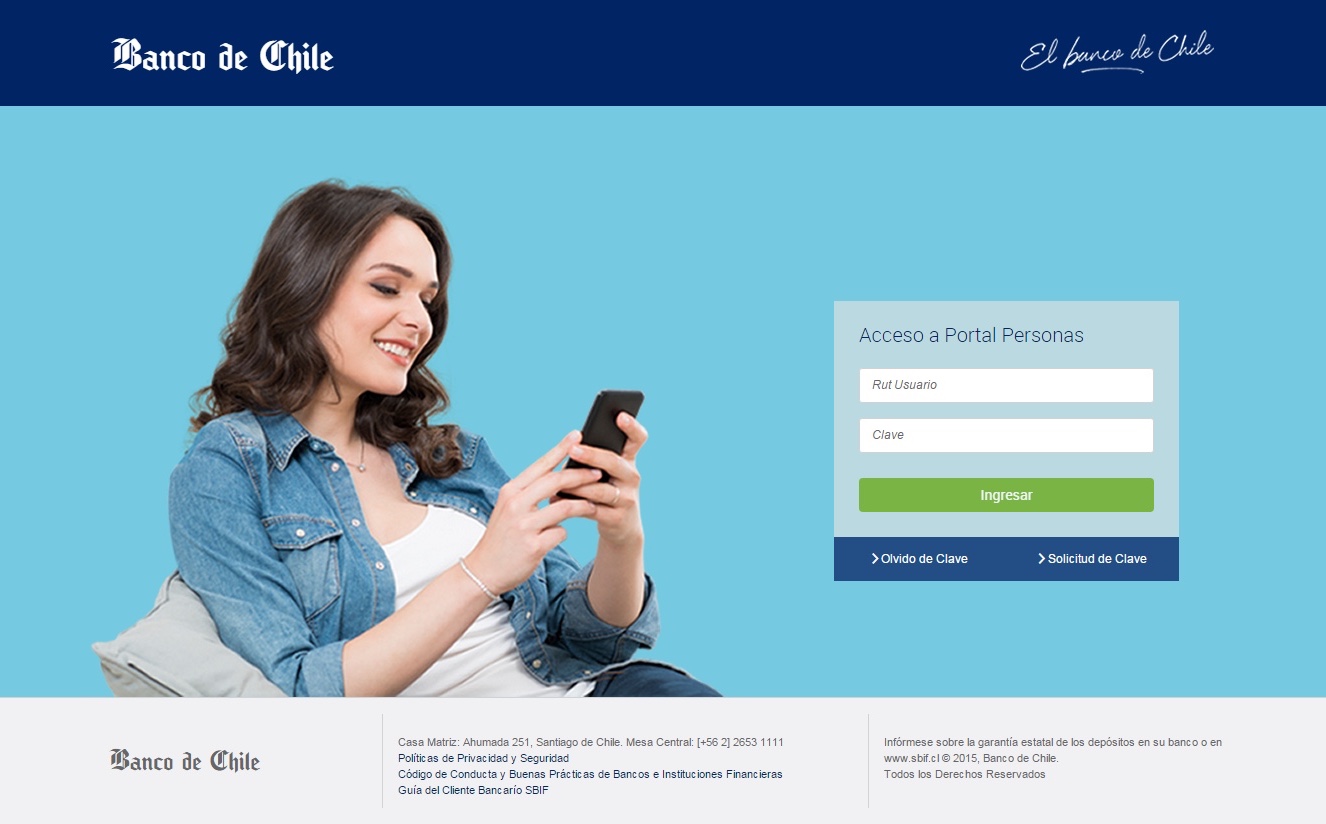 Banco de Chile
El banco de Chile
Acceso a Portal Personas
Rut Usuario
Clave
Ingresar
Olvido de Clave
Solicitud de Clave
Banco de Chile
Casa Matriz: Ahumada 251, Santiago de Chile. Mesa Central: [+56 2] 2653 1111
Políticas de Privacidad y Seguridad
Código de Conducta y Buenas Prácticas de Bancos e Instituciones Financieras
Guía del Cliente Bancarío SBIF
Infórmese sobre la garantía estatal de los depósitos en su banco o en
www.sbif.cl © 2015, Banco de Chile.
Todos los Derechos Reservados